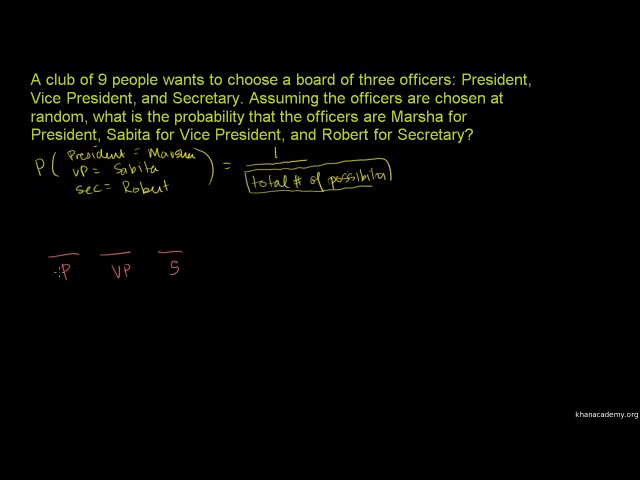 A club of 9 people wants to choose a board of three officers: President,
Vice President, and Secretary. Assuming the officers are chosen at
random, what is the probability that the officers are Marsha for
President, Sabita for Vice President, and Robert for Secretary?
P ( President = Marsha
VP = Sabita
sec = Robert ) = 1
total # of possibilit
P VP S
khanacademy.org